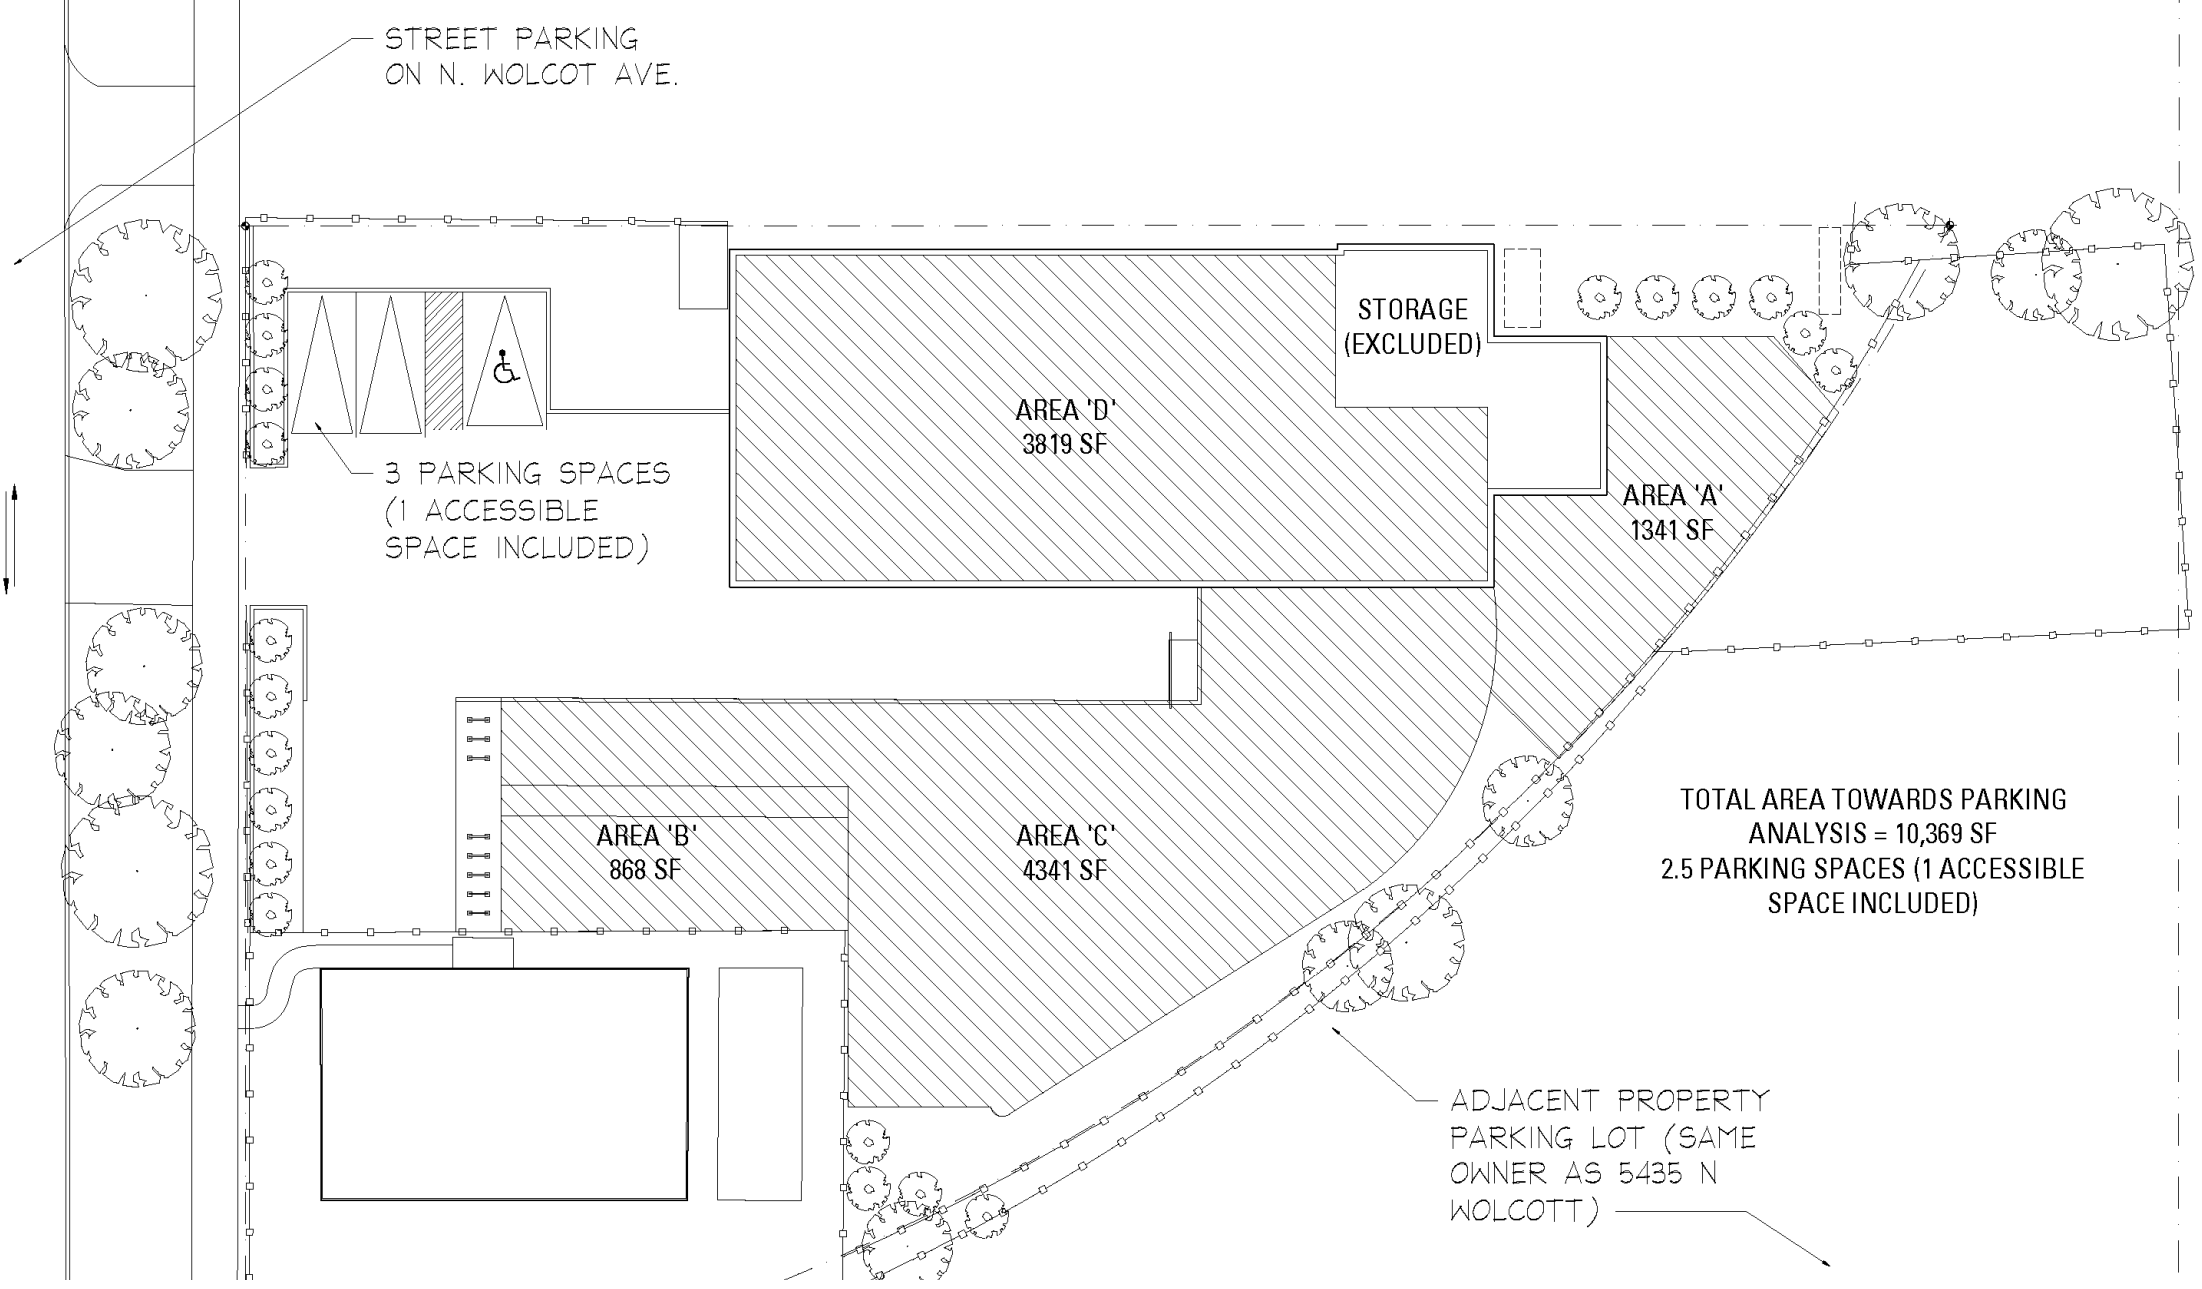 STREET PARKING
ON N. WOLCOT AVE.
STORAGE
(EXCLUDED)
AREA 'D'
3819 SF
3 PARKING SPACES
(1 ACCESSIBLE
SPACE INCLUDED)
AREA 'A'
1341 SF
AREA 'B'
868 SF
AREA 'C'
4341 SF
TOTAL AREA TOWARDS PARKING
ANALYSIS = 10,369 SF
2.5 PARKING SPACES (1 ACCESSIBLE
SPACE INCLUDED)
ADJACENT PROPERTY
PARKING LOT (SAME
OWNER AS 5435 N
WOLCOTT)